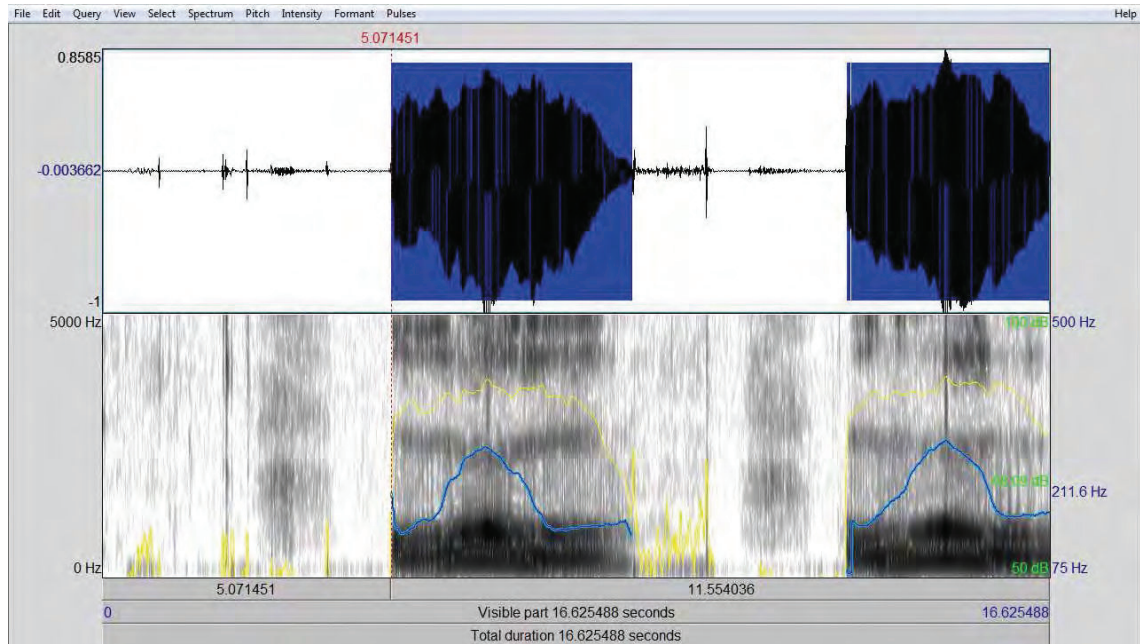 File Edit Query View Select Spectrum Pitch Intensity Formant Pulses Help
5.071451
0.8585
-0.003662
-1
5000 Hz 100 dB 500 Hz
211.6 Hz
0 Hz 50 dB 75 Hz
5.071451 11.554036
0 Visible part 16.625488 seconds 16.625488
Total duration 16.625488 seconds